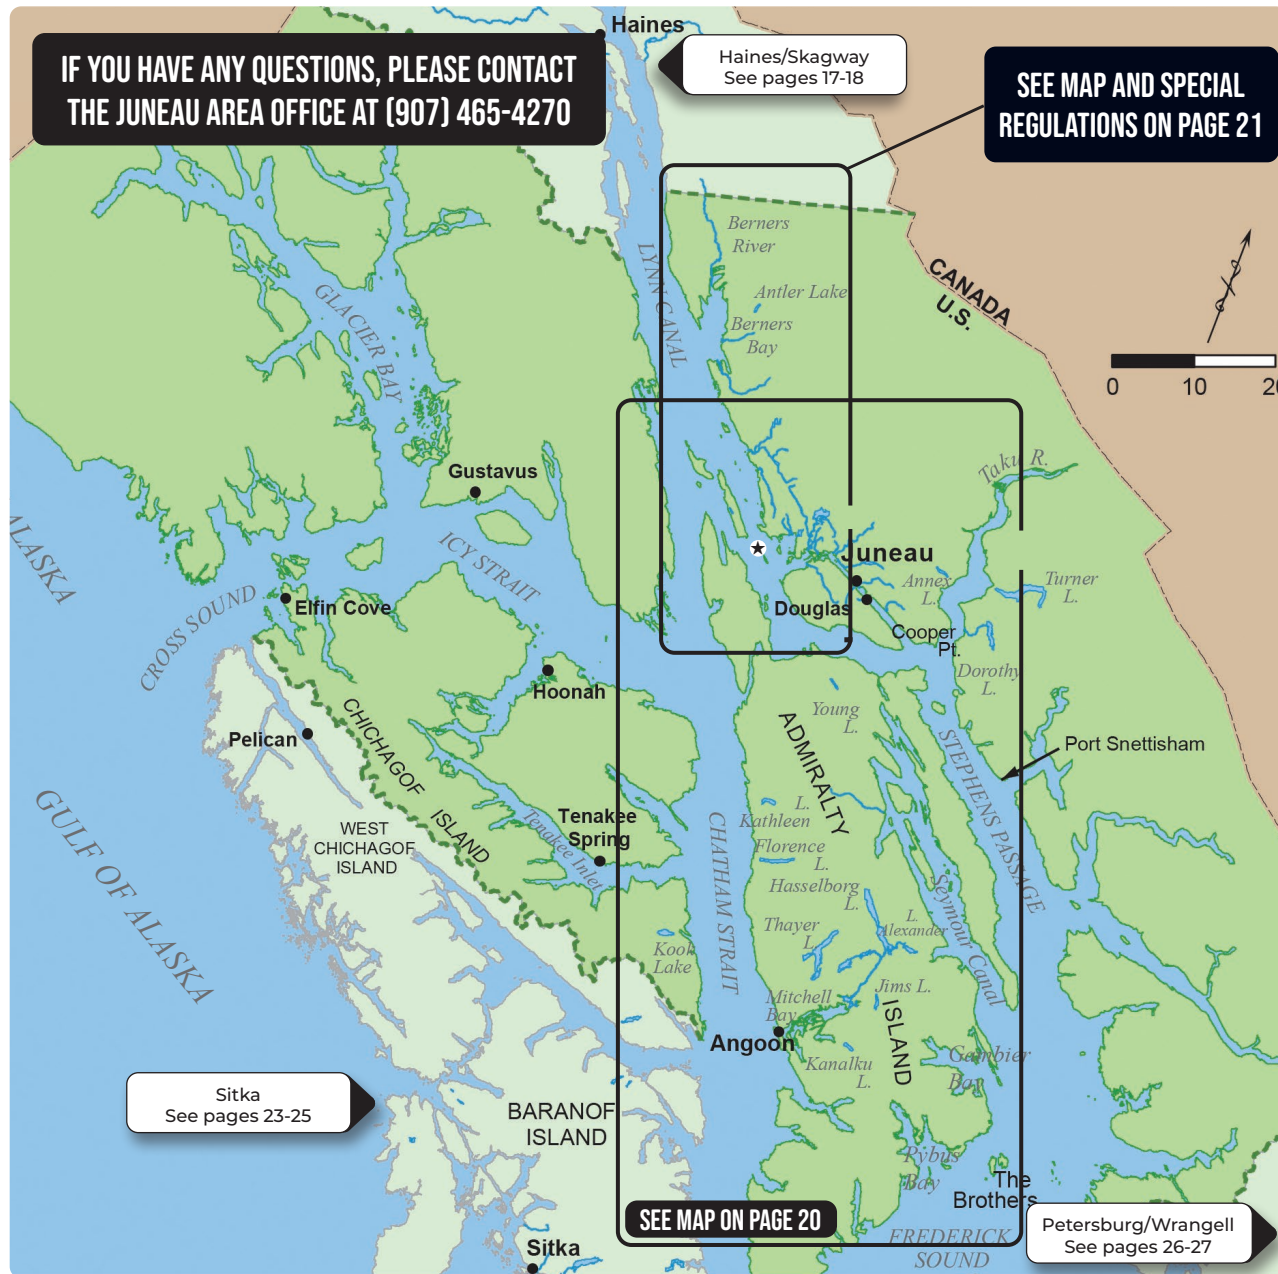 Haines
IF YOU HAVE ANY QUESTIONS, PLEASE CONTACT
THE JUNEAU AREA OFFICE AT (907) 465-4270
Haines/Skagway
See pages 17-18
SEE MAP AND SPECIAL
REGULATIONS ON PAGE 21
Berners
River
LYNN CANAL
Antler Lake
Berners
Bay
CANADA
U.S.
GLACIER BAY
0 10 20
Gustavus
Taku R.
ICY STRAIT
ALASKA
Juneau
Annex
L.
Turner
L.
CROSS SOUND
Elfin Cove
Douglas
Cooper
Pt.
Dorothy
L.
Hoonah
Young
L.
Pelican
CHICHAGOF
ISLAND
ADMIRALTY
ISLAND
STEPHENS PASSAGE
Port Snettisham
GULF OF ALASKA
WEST
CHICHAGOF
ISLAND
Tenakee
Spring
Tenakee Inlet
CHATHAM STRAIT
L.
Kathleen
Florence
L.
Hasselborg
L.
Thayer
L.
L.
Alexander
Seymour Canal
Kook
Lake
Mitchell
Bay
Jims L.
Angoon
Kanalku
L.
Gambier
Bay
Sitka
See pages 23-25
BARANOF
ISLAND
Pybus
Bay
The
Brothers
SEE MAP ON PAGE 20
Petersburg/Wrangell
See pages 26-27
FREDERICK
SOUND
Sitka